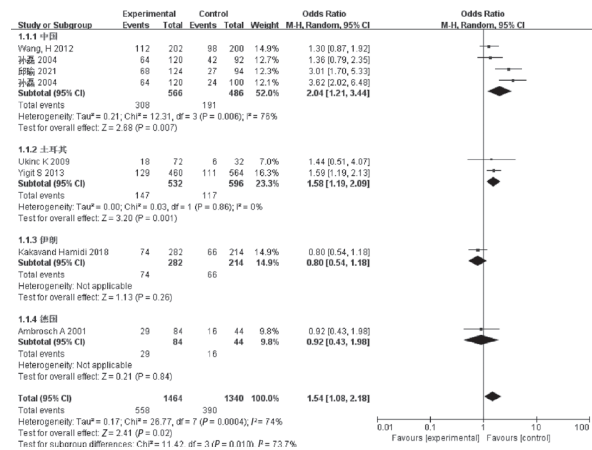 Experimental Control Odds Ratio Odds Ratio
Study or Subgroup Events Total Events Total Weight M-H, Random, 95% CI M-H, Random, 95% CI
1.1.1 中国
Wang, H 2012 112 202 98 200 14.9% 1.30 [0.87, 1.92]
孙磊 2004 64 120 42 92 12.5% 1.36 [0.79, 2.35]
邱瑜 2021 68 124 27 94 12.2% 3.01 [1.70, 5.33]
孙磊 2004 64 120 24 100 12.4% 3.62 [2.02, 6.48]
Subtotal (95% CI) 566 486 52.0% 2.04 [1.21, 3.44]
Total events 308 191
Heterogeneity: Tau² = 0.21; Chi² = 12.31, df = 3 (P = 0.006); I² = 76%
Test for overall effect: Z = 2.68 (P = 0.007)
1.1.2 土耳其
Ukinc K 2009 18 72 6 32 7.0% 1.44 [0.51, 4.07]
Yigit S 2013 129 460 111 564 16.3% 1.59 [1.19, 2.13]
Subtotal (95% CI) 532 596 23.3% 1.58 [1.19, 2.09]
Total events 147 117
Heterogeneity: Tau² = 0.00; Chi² = 0.03, df = 1 (P = 0.86); I² = 0%
Test for overall effect: Z = 3.20 (P = 0.001)
1.1.3 伊朗
Kakavand Hamidi 2018 74 282 66 214 14.9% 0.80 [0.54, 1.18]
Subtotal (95% CI) 282 214 14.9% 0.80 [0.54, 1.18]
Total events 74 66
Heterogeneity: Not applicable
Test for overall effect: Z = 1.13 (P = 0.26)
1.1.4 德国
Ambrosch A 2001 29 84 16 44 9.8% 0.92 [0.43, 1.98]
Subtotal (95% CI) 84 44 9.8% 0.92 [0.43, 1.98]
Total events 29 16
Heterogeneity: Not applicable
Test for overall effect: Z = 0.21 (P = 0.84)
Total (95% CI) 1464 1340 100.0% 1.54 [1.08, 2.18]
Total events 558 390
Heterogeneity: Tau² = 0.17; Chi² = 26.77, df = 7 (P = 0.0004); I² = 74%
Test for overall effect: Z = 2.41 (P = 0.02)
Test for subgroup differences: Chi² = 11.42, df = 3 (P = 0.010), I² = 73.7%
0.01 0.1 1 10 100
Favours [experimental] Favours [control]